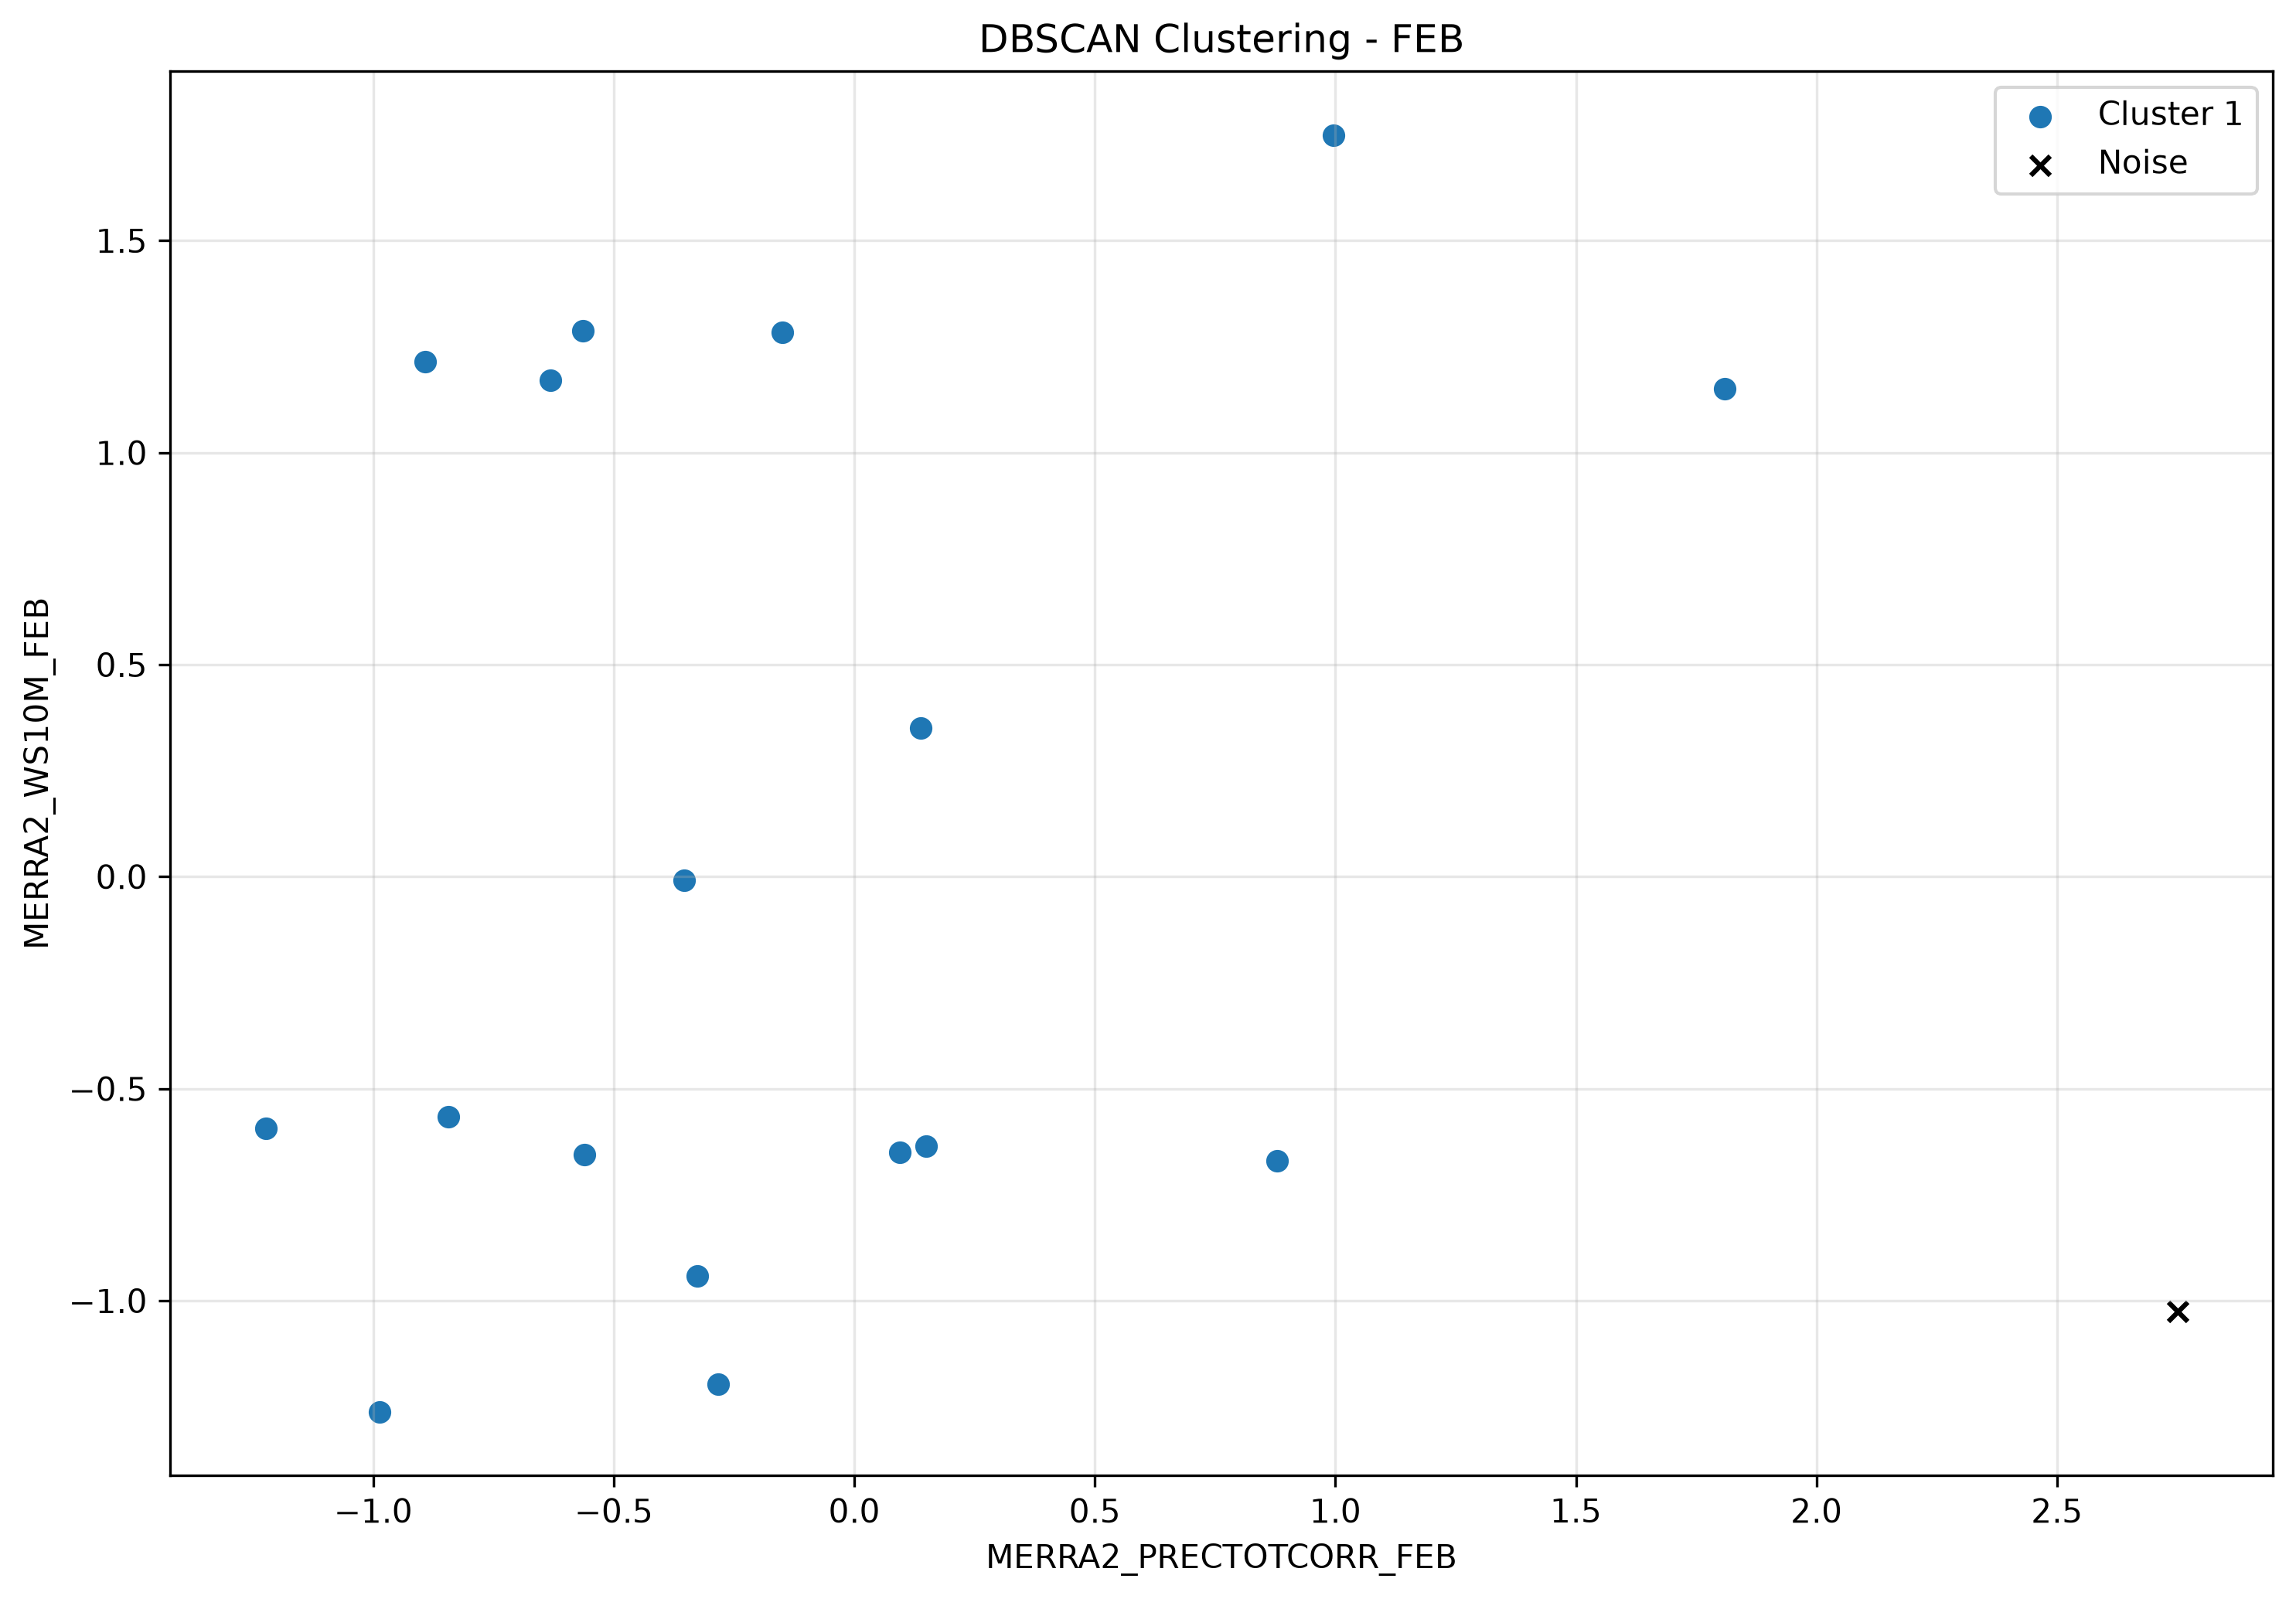 DBSCAN Clustering - FEB
Cluster 1
Noise
1.5
1.0
0.5
0.0
−0.5
−1.0
MERRA2_WS10M_FEB
−1.0 −0.5 0.0 0.5 1.0 1.5 2.0 2.5
MERRA2_PRECTOTCORR_FEB